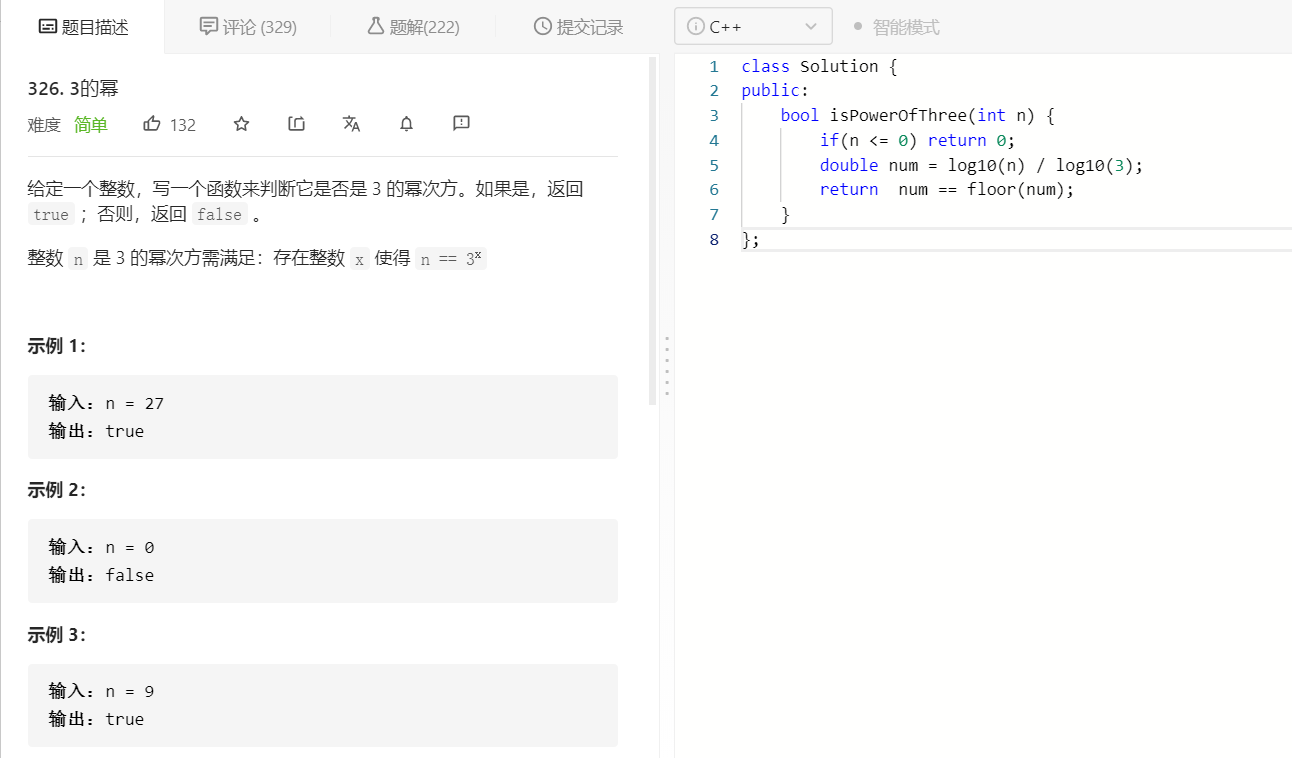 题目描述
评论 (329)
题解(222)
提交记录
C++
智能模式
326. 3的幂
难度 简单 132
给定一个整数，写一个函数来判断它是否是 3 的幂次方。如果是，返回
true ；否则，返回 false 。
整数 n 是 3 的幂次方需满足：存在整数 x 使得 n == 3ˣ
示例 1：
输入：n = 27
输出：true
示例 2：
输入：n = 0
输出：false
示例 3：
输入：n = 9
输出：true
1 class Solution {
2 public:
3     bool isPowerOfThree(int n) {
4         if(n <= 0) return 0;
5         double num = log10(n) / log10(3);
6         return  num == floor(num);
7     }
8 };